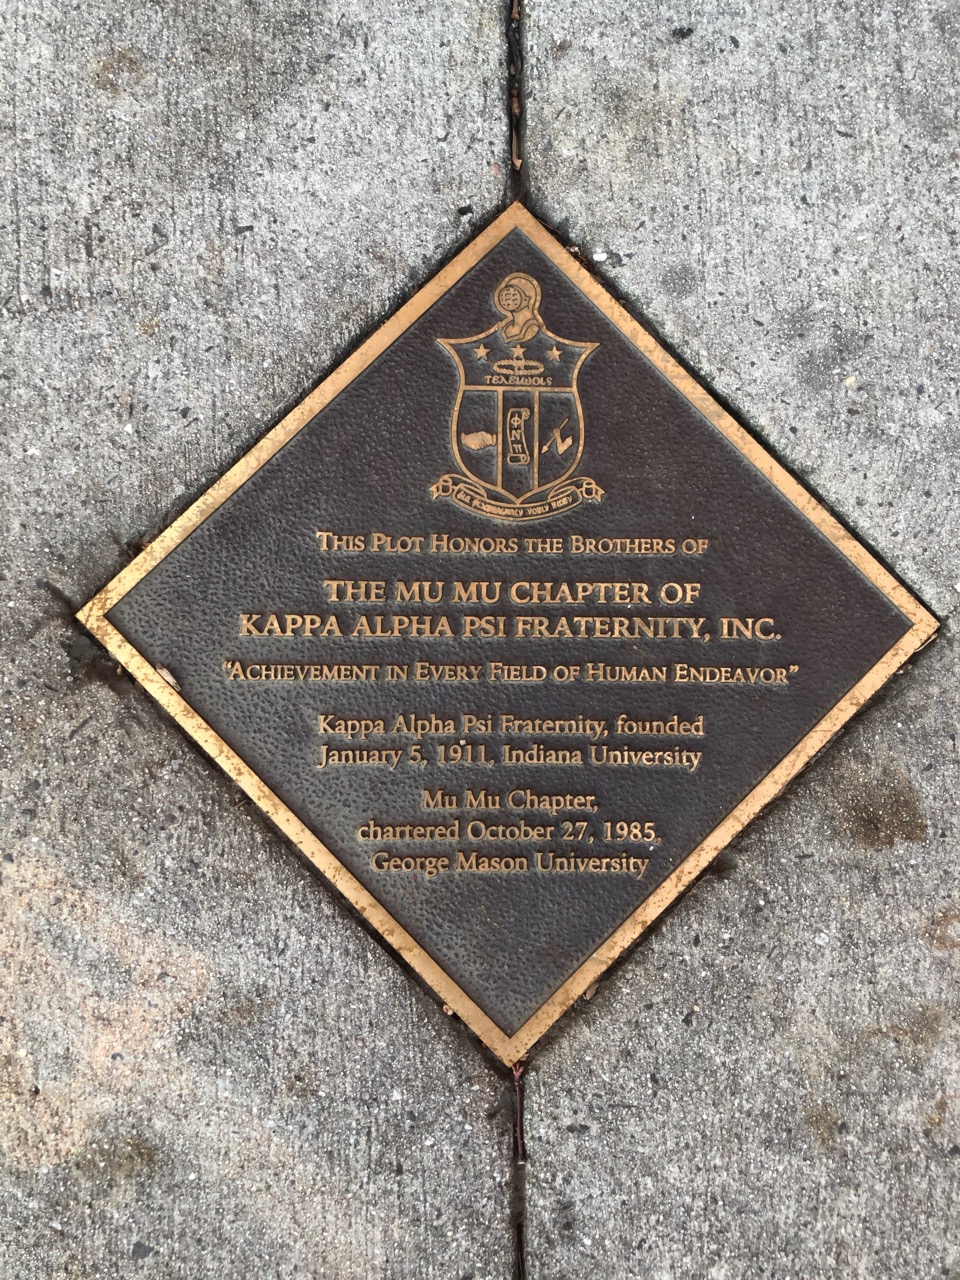 ΤΕΛΕΙΩΟΙΣ
Φ
Ν
Π
THIS PLOT HONORS THE BROTHERS OF
THE MU MU CHAPTER OF
KAPPA ALPHA PSI FRATERNITY, INC.
“ACHIEVEMENT IN EVERY FIELD OF HUMAN ENDEAVOR”
Kappa Alpha Psi Fraternity, founded
January 5, 1911, Indiana University
Mu Mu Chapter,
chartered October 27, 1985,
George Mason University